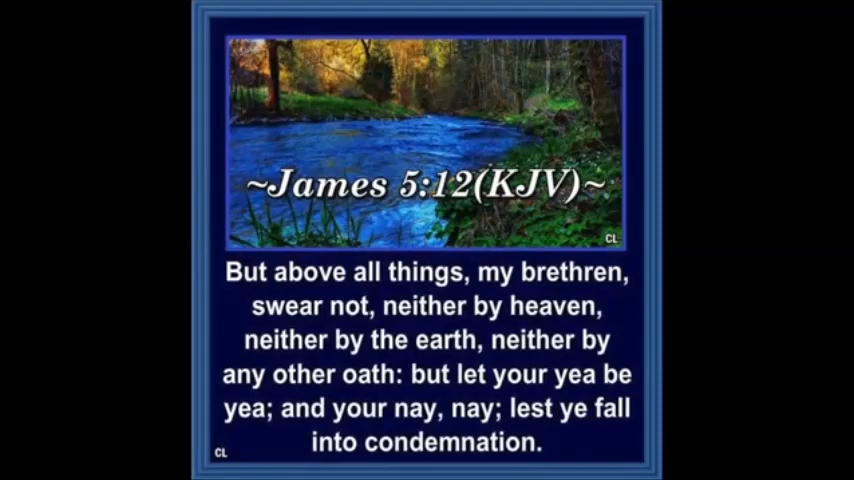 ~James 5:12(KJV)~
CL
But above all things, my brethren,
swear not, neither by heaven,
neither by the earth, neither by
any other oath: but let your yea be
yea; and your nay, nay; lest ye fall
into condemnation.
CL